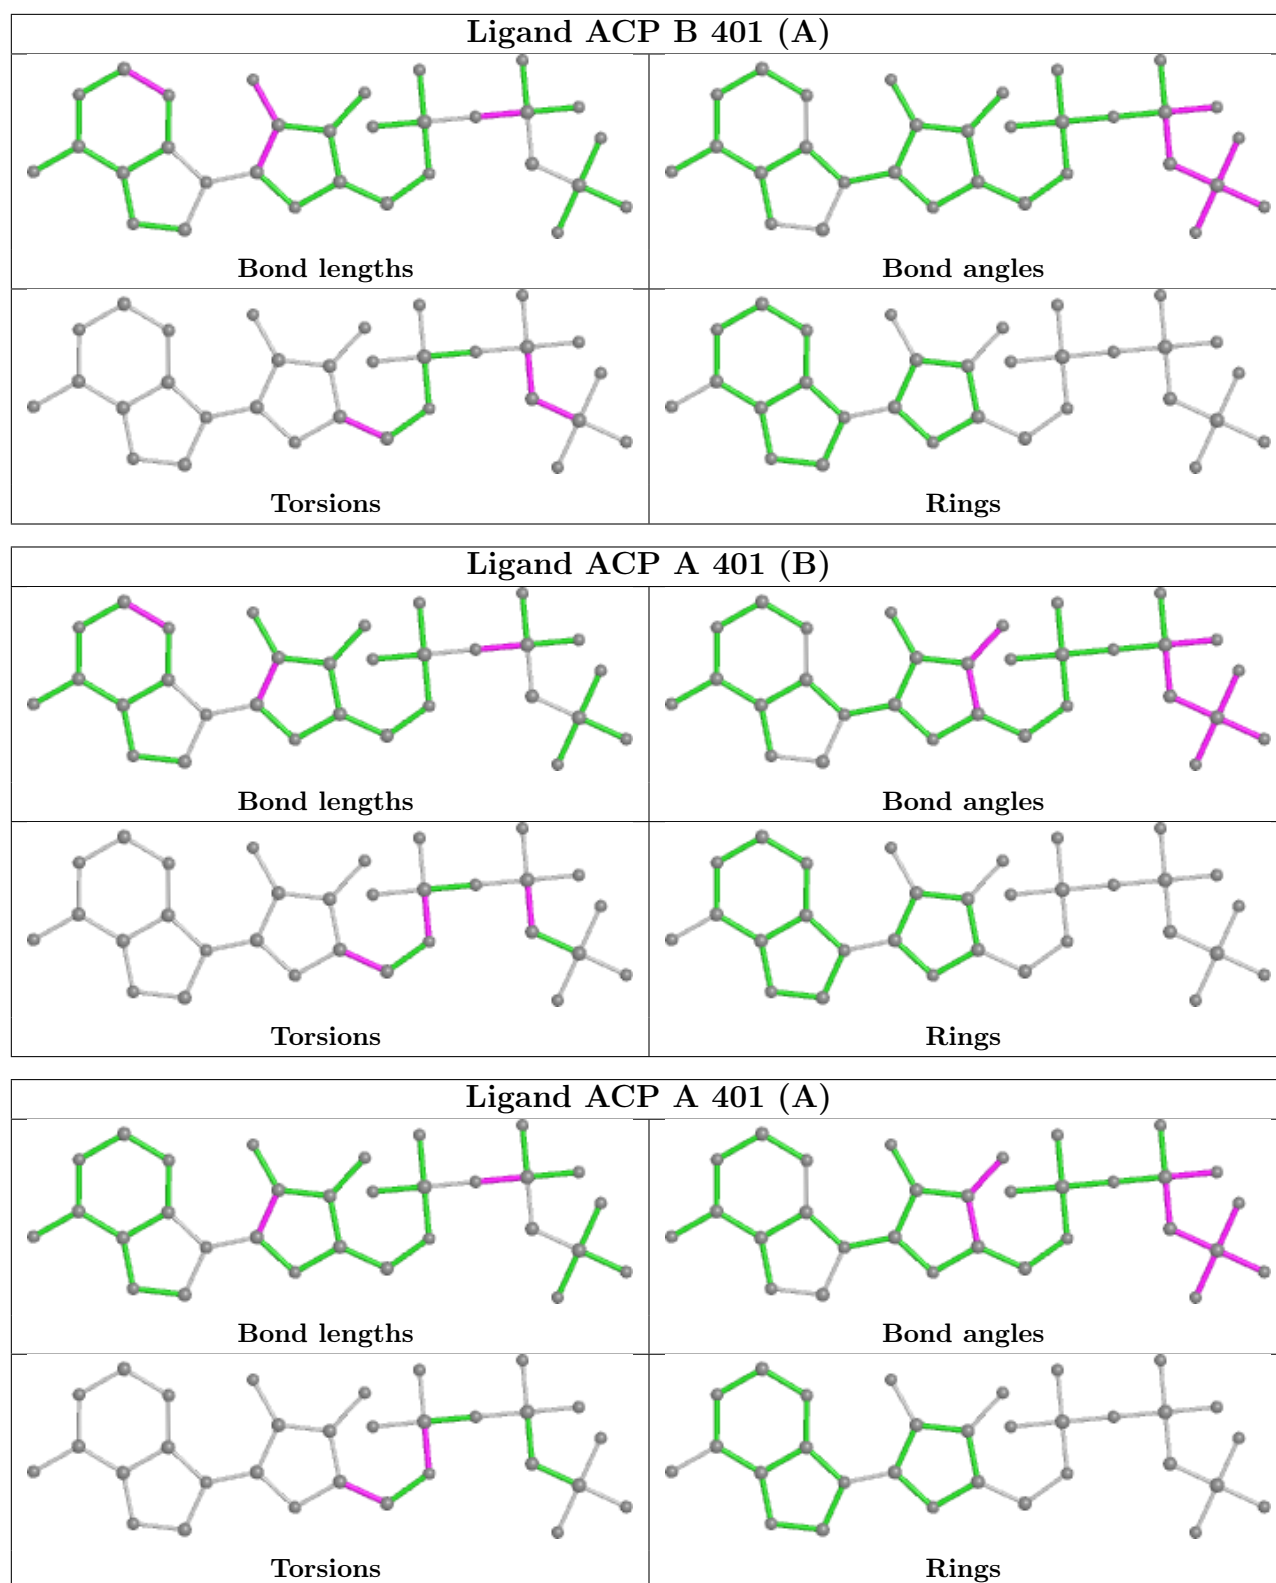 Ligand ACP B 401 (A)
Bond lengths
Bond angles
Torsions
Rings
Ligand ACP A 401 (B)
Bond lengths
Bond angles
Torsions
Rings
Ligand ACP A 401 (A)
Bond lengths
Bond angles
Torsions
Rings